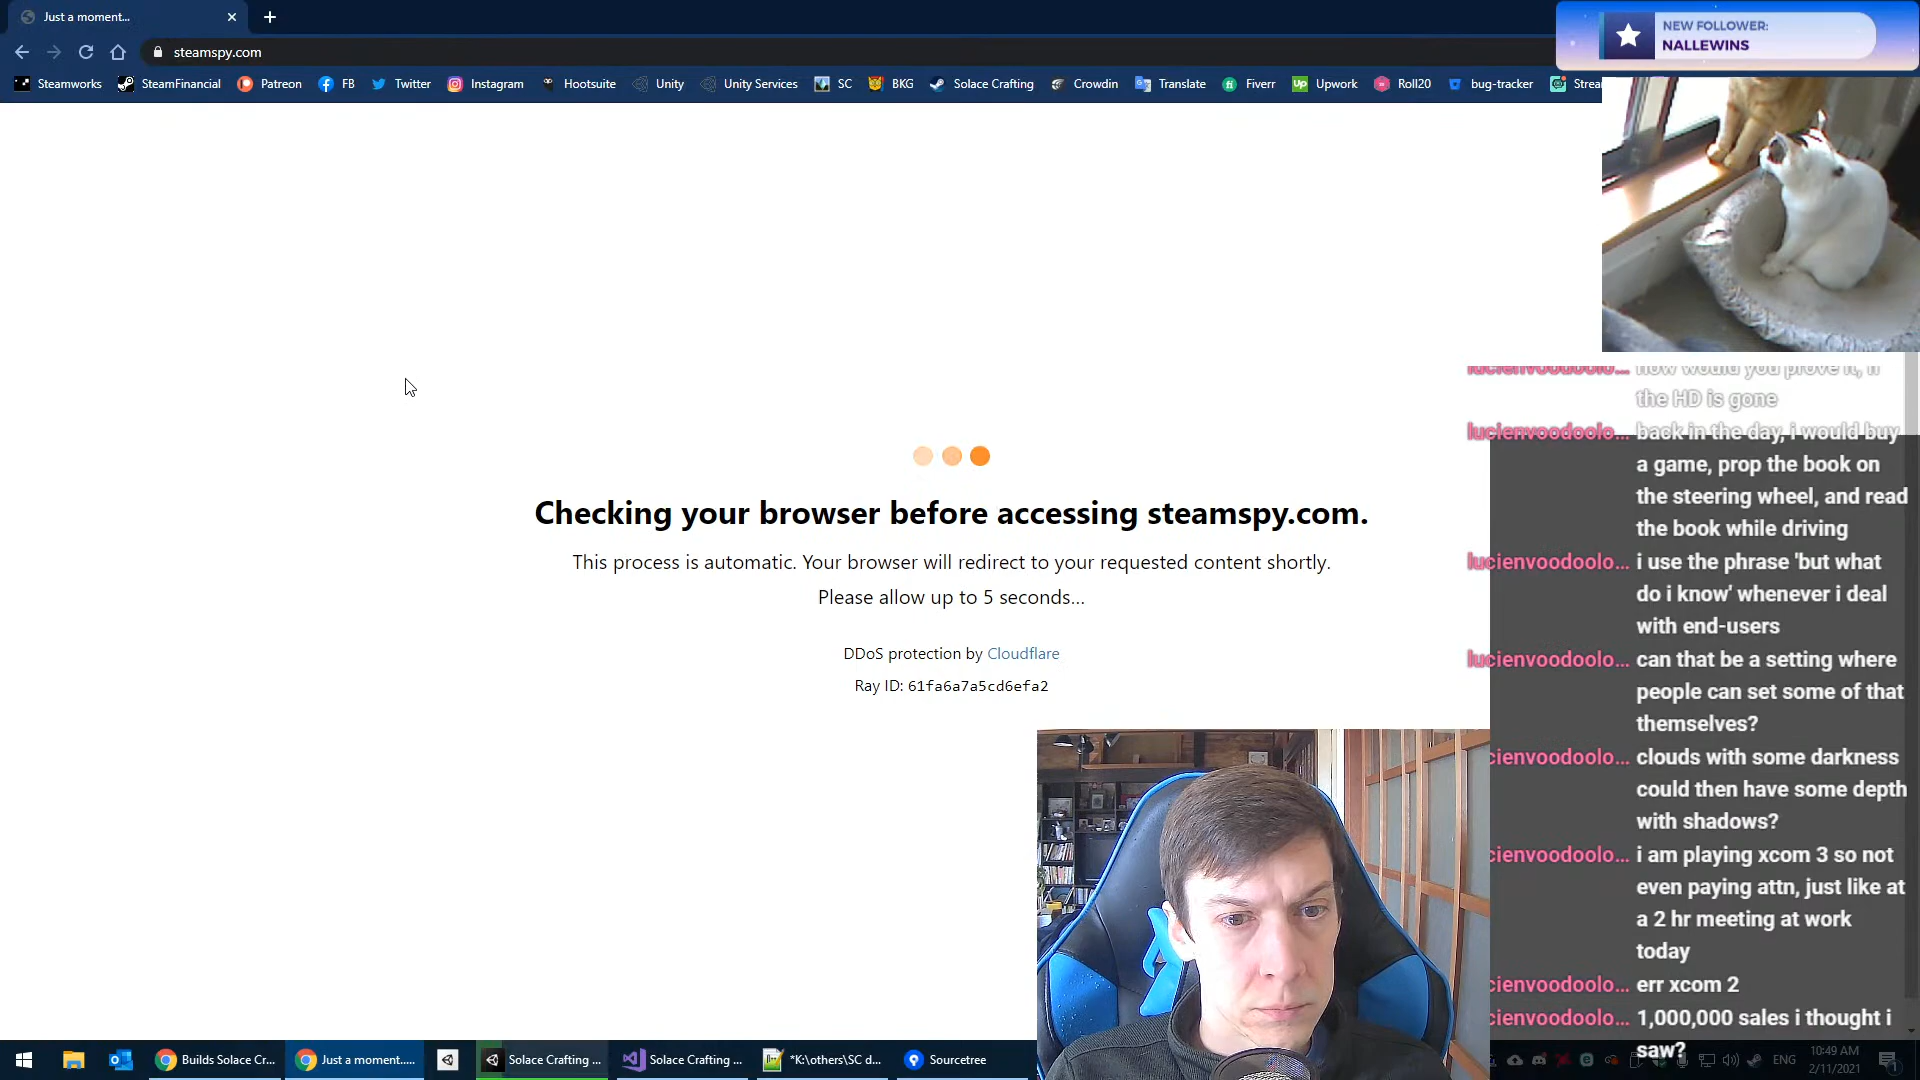 Just a moment...
steamspy.com
Steamworks
SteamFinancial
Patreon
FB
Twitter
Instagram
Hootsuite
Unity
Unity Services
SC
BKG
Solace Crafting
Crowdin
Translate
Fiverr
Up
Upwork
Roll20
bug-tracker
Strea
NEW FOLLOWER:
NALLEWINS
Checking your browser before accessing steamspy.com.
This process is automatic. Your browser will redirect to your requested content shortly.
Please allow up to 5 seconds...
DDoS protection by Cloudflare
Ray ID: 61fa6a7a5cd6efa2
lucienvoodoolo... how would you prove it, if
the HD is gone
lucienvoodoolo... back in the day, i would buy
a game, prop the book on
the steering wheel, and read
the book while driving
lucienvoodoolo... i use the phrase 'but what
do i know' whenever i deal
with end-users
lucienvoodoolo... can that be a setting where
people can set some of that
themselves?
cienvoodoolo... clouds with some darkness
could then have some depth
with shadows?
cienvoodoolo... i am playing xcom 3 so not
even paying attn, just like at
a 2 hr meeting at work
today
cienvoodoolo... err xcom 2
cienvoodoolo... 1,000,000 sales i thought i
saw?
Builds Solace Cr...
Just a moment.....
Solace Crafting ...
Solace Crafting ...
*K:\others\SC d...
Sourcetree
ENG
10:49 AM
2/11/2021